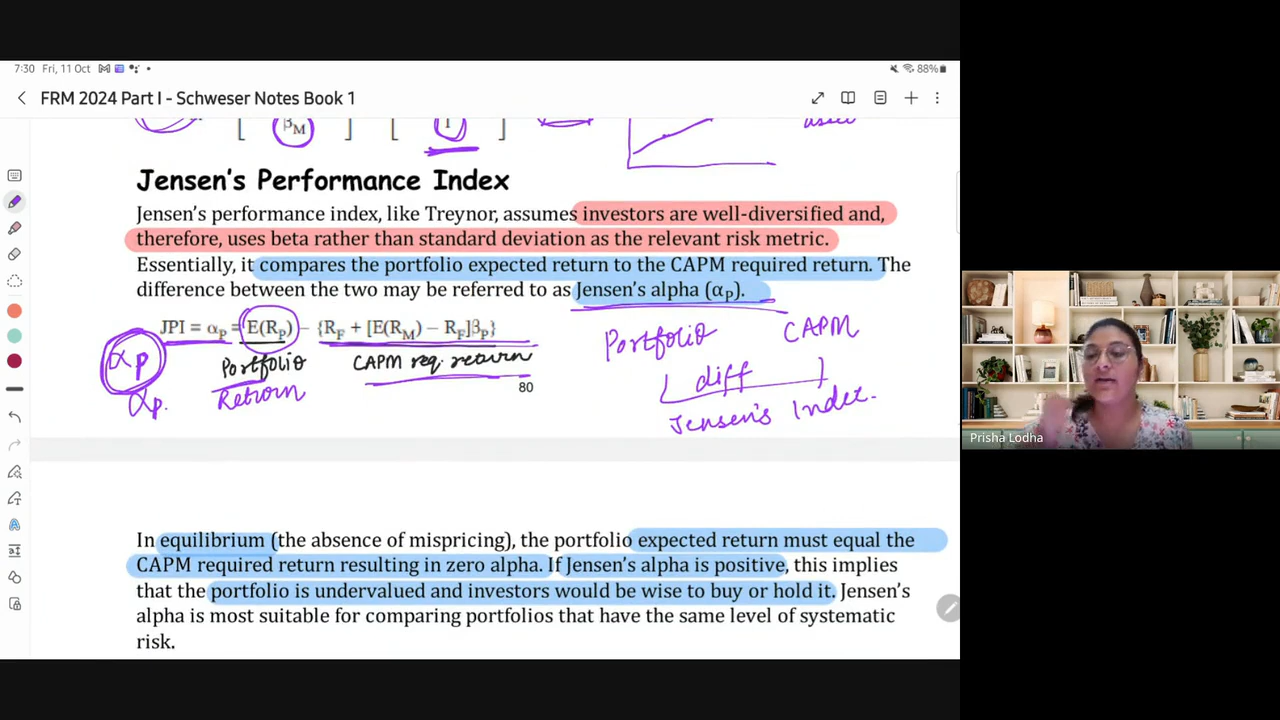 7:30 Fri, 11 Oct
88%
FRM 2024 Part I - Schweser Notes Book 1
βM
1
asset
Jensen's Performance Index
Jensen's performance index, like Treynor, assumes investors are well-diversified and,
therefore, uses beta rather than standard deviation as the relevant risk metric.
Essentially, it compares the portfolio expected return to the CAPM required return. The
difference between the two may be referred to as Jensen's alpha (αP).
JPI = αP = E(RP) − {RF + [E(RM) − RF]βP}
αP
Portfolio
Return
CAPM req. return
αP.
80
Portfolio CAPM
diff
Jensen's Index.
Prisha Lodha
In equilibrium (the absence of mispricing), the portfolio expected return must equal the
CAPM required return resulting in zero alpha. If Jensen's alpha is positive, this implies
that the portfolio is undervalued and investors would be wise to buy or hold it. Jensen's
alpha is most suitable for comparing portfolios that have the same level of systematic
risk.